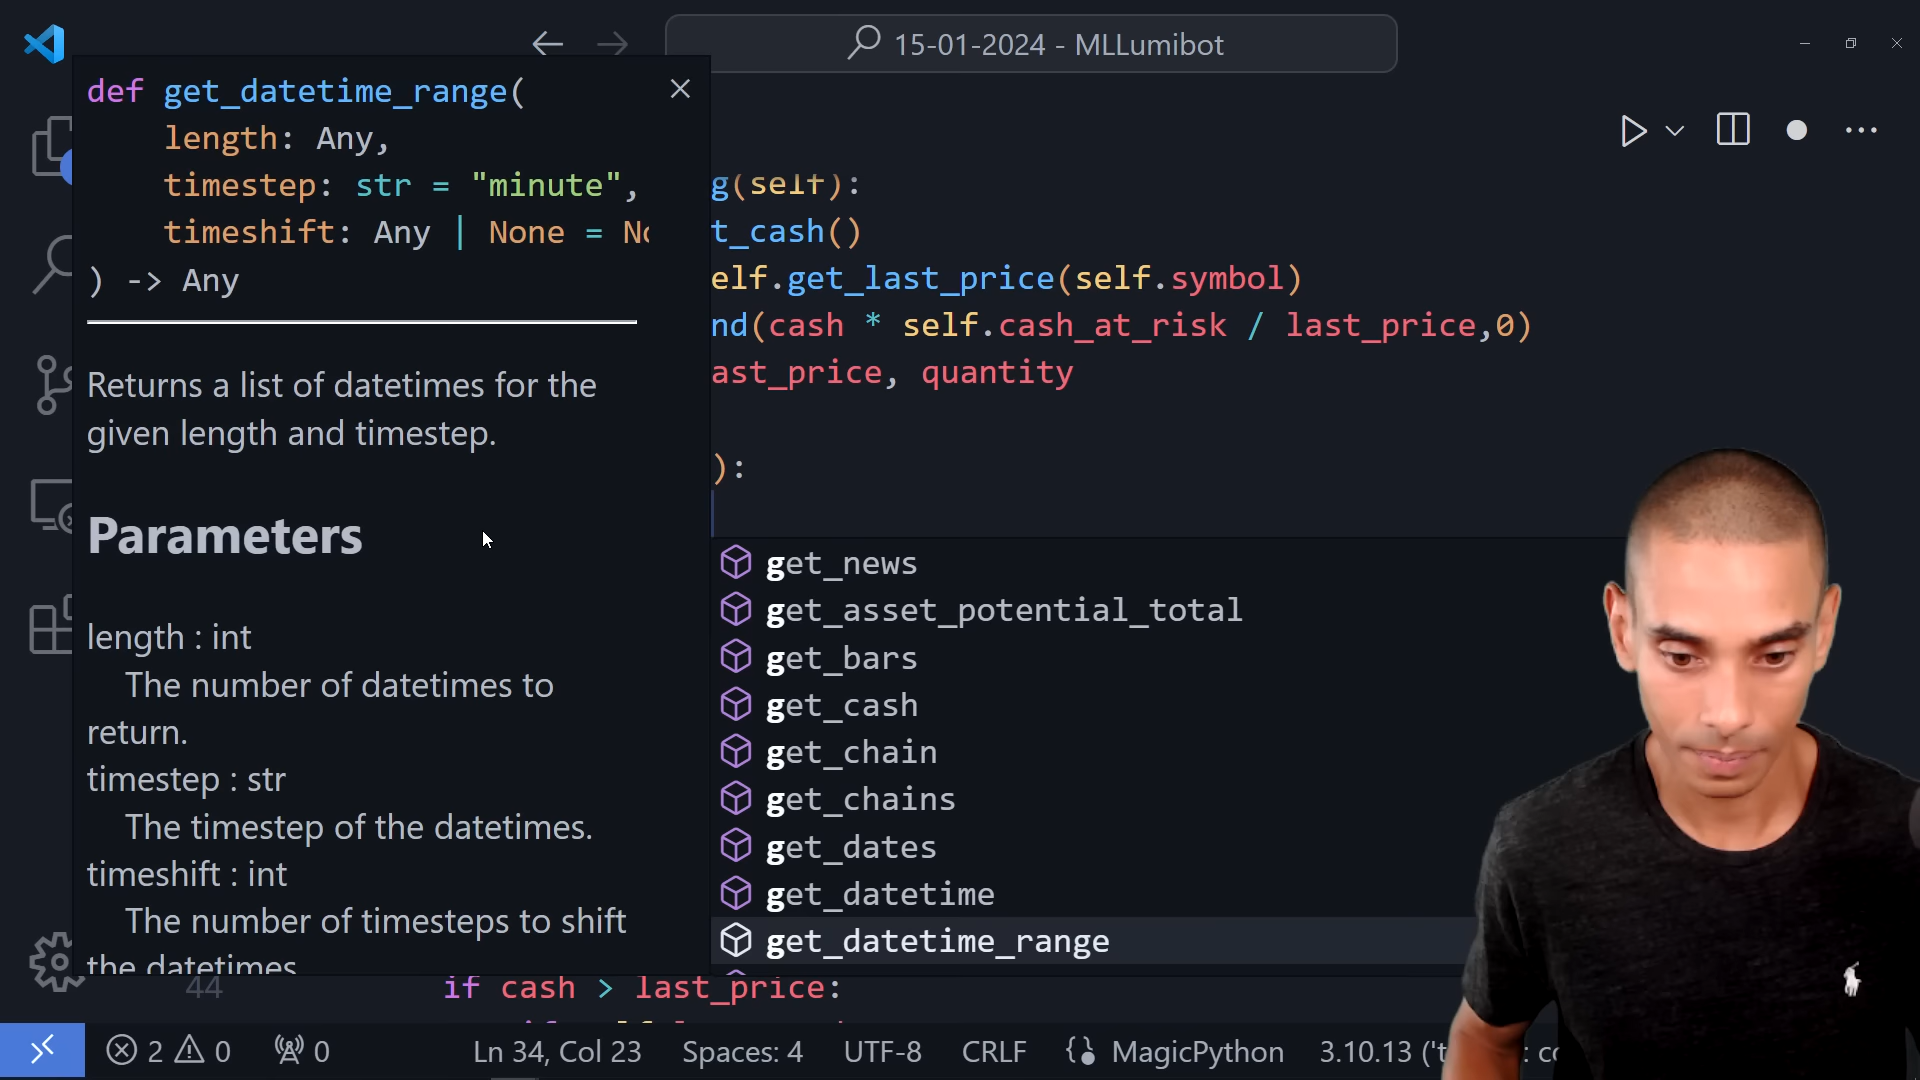 15-01-2024 - MLLumibot
def get_datetime_range(
length: Any,
timestep: str = "minute",
timeshift: Any | None = No
) -> Any
Returns a list of datetimes for the
given length and timestep.
Parameters
length : int
The number of datetimes to
return.
timestep : str
The timestep of the datetimes.
timeshift : int
The number of timesteps to shift
the datetimes
g(self):
t_cash()
elf.get_last_price(self.symbol)
nd(cash * self.cash_at_risk / last_price,0)
ast_price, quantity
):
get_news
get_asset_potential_total
get_bars
get_cash
get_chain
get_chains
get_dates
get_datetime
get_datetime_range
44 if cash > last_price:
2 0 0 Ln 34, Col 23 Spaces: 4 UTF-8 CRLF MagicPython 3.10.13 ('t : co